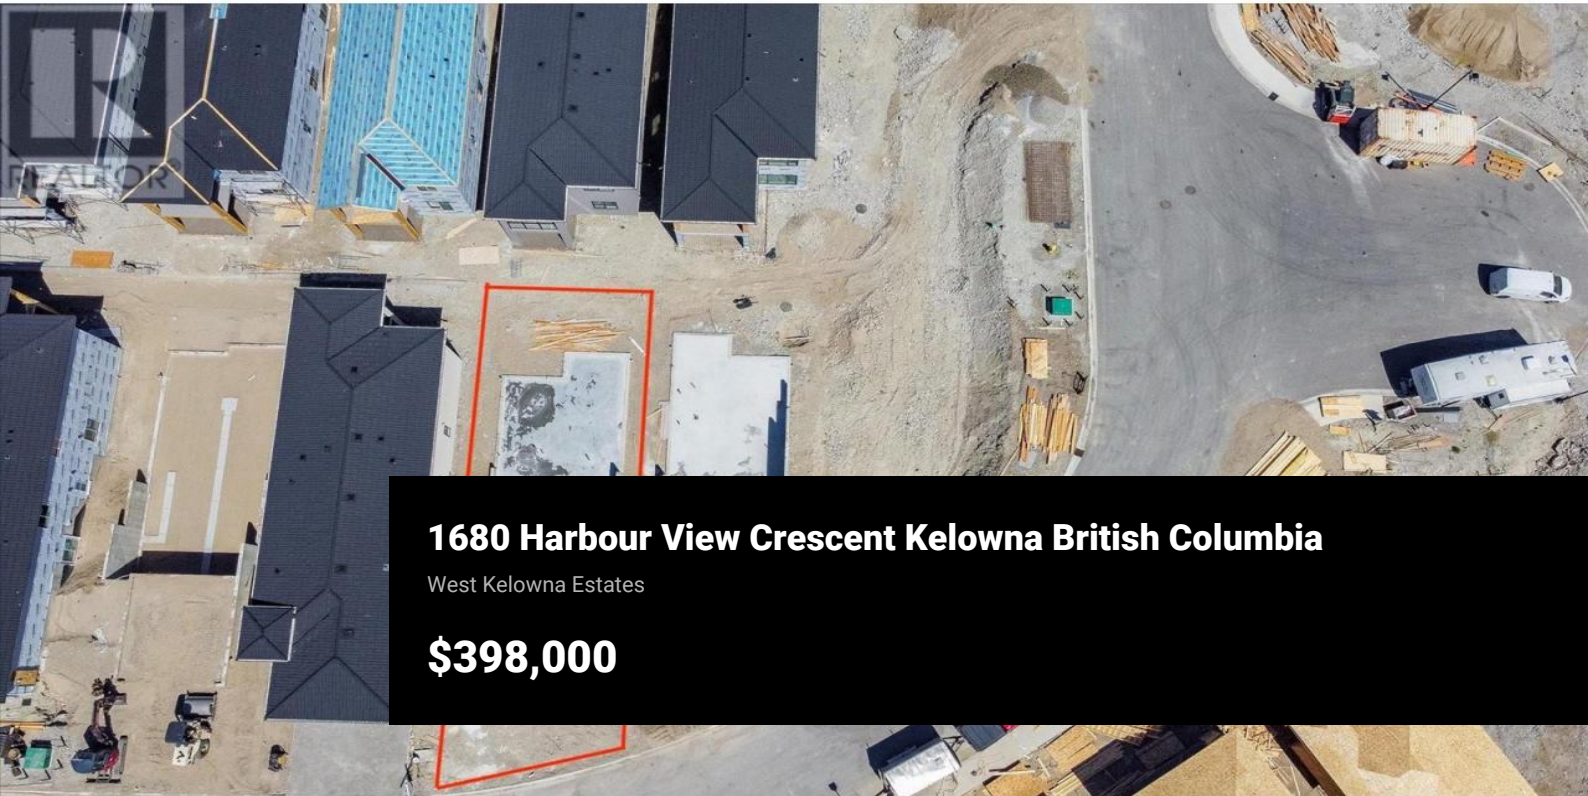 REALTOR®
1680 Harbour View Crescent Kelowna British Columbia
West Kelowna Estates
$398,000